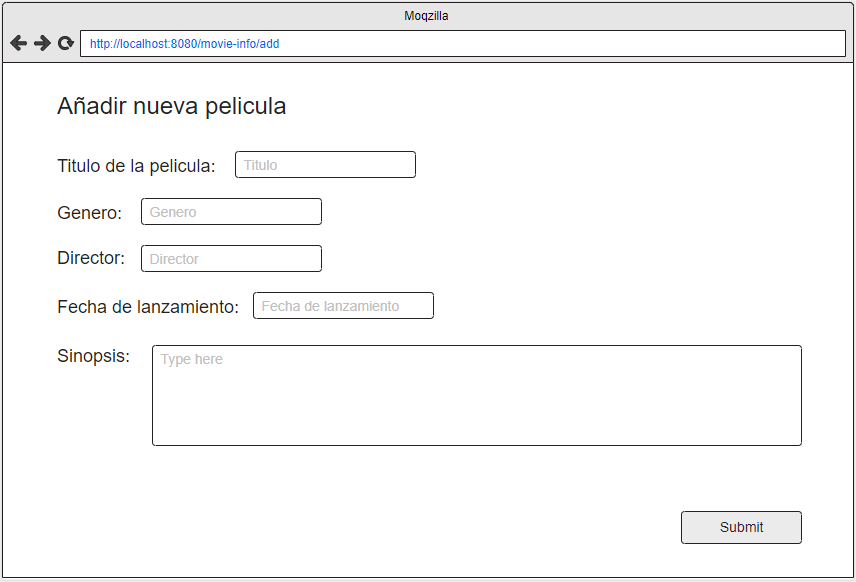 Moqzilla
http://localhost:8080/movie-info/add
Añadir nueva pelicula
Titulo de la pelicula: Titulo
Genero: Genero
Director: Director
Fecha de lanzamiento: Fecha de lanzamiento
Sinopsis: Type here
Submit